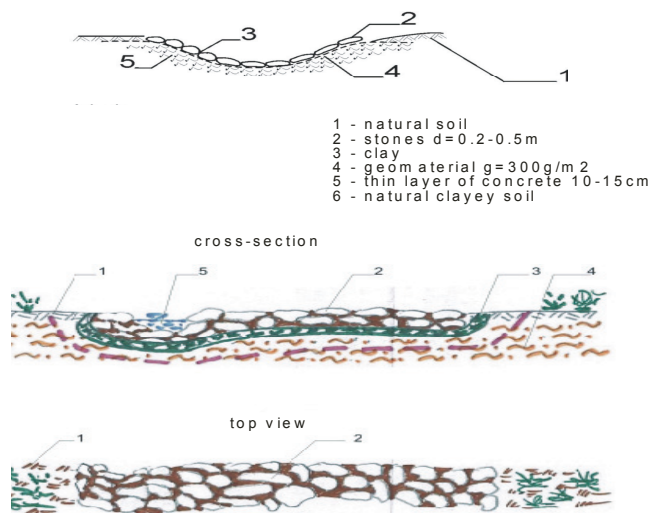 2
3
5
4
1
1 - natural soil
2 - stones d=0.2-0.5m
3 - clay
4 - geomaterial g=300g/m2
5 - thin layer of concrete 10-15cm
6 - natural clayey soil
cross-section
1 5 2 3 4
top view
1 2